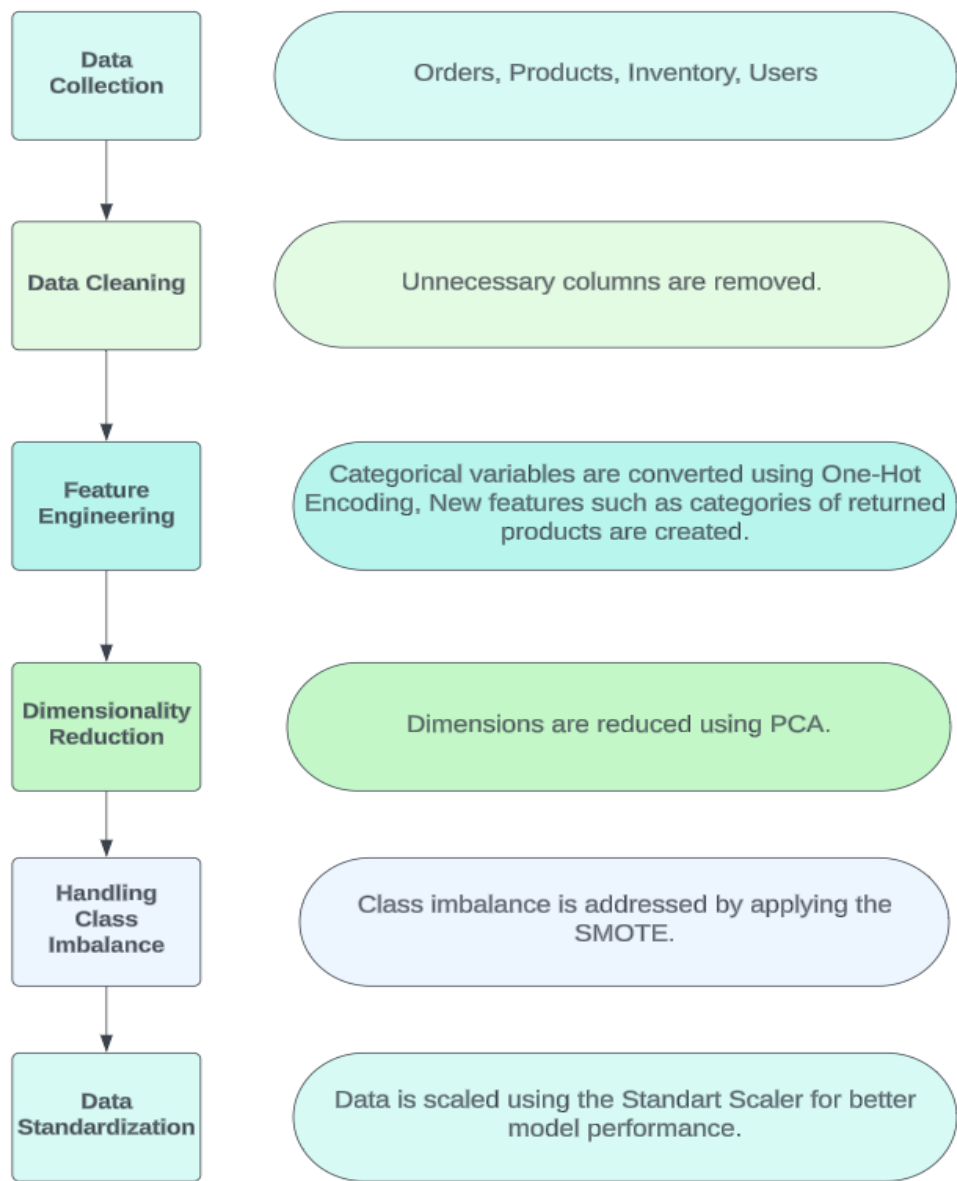 Data
Collection
Orders, Products, Inventory, Users
Data Cleaning
Unnecessary columns are removed.
Feature
Engineering
Categorical variables are converted using One-Hot
Encoding, New features such as categories of returned
products are created.
Dimensionality
Reduction
Dimensions are reduced using PCA.
Handling
Class
Imbalance
Class imbalance is addressed by applying the
SMOTE.
Data
Standardization
Data is scaled using the Standart Scaler for better
model performance.